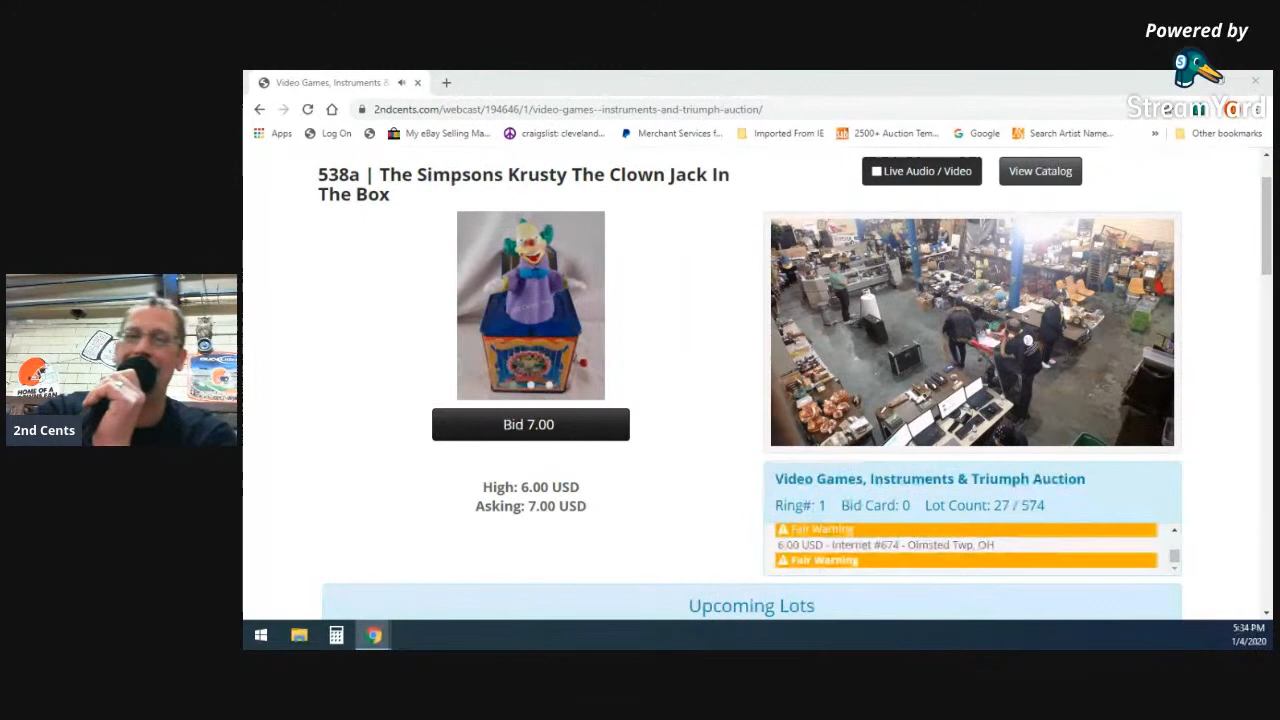 Powered by
StreamYard
Video Games, Instruments &
2ndcents.com/webcast/194646/1/video-games--instruments-and-triumph-auction/
Apps
Log On
My eBay Selling Ma...
craigslist: cleveland...
Merchant Services f...
Imported From IE
2500+ Auction Tem...
Google
Search Artist Name...
Other bookmarks
538a | The Simpsons Krusty The Clown Jack In
The Box
Live Audio / Video
View Catalog
Bid 7.00
High: 6.00 USD
Asking: 7.00 USD
Video Games, Instruments & Triumph Auction
Ring#: 1 Bid Card: 0 Lot Count: 27 / 574
Fair Warning
6.00 USD - Internet #674 - Olmsted Twp, OH
Fair Warning
Upcoming Lots
HOME OF A
2nd Cents
5:34 PM
1/4/2020